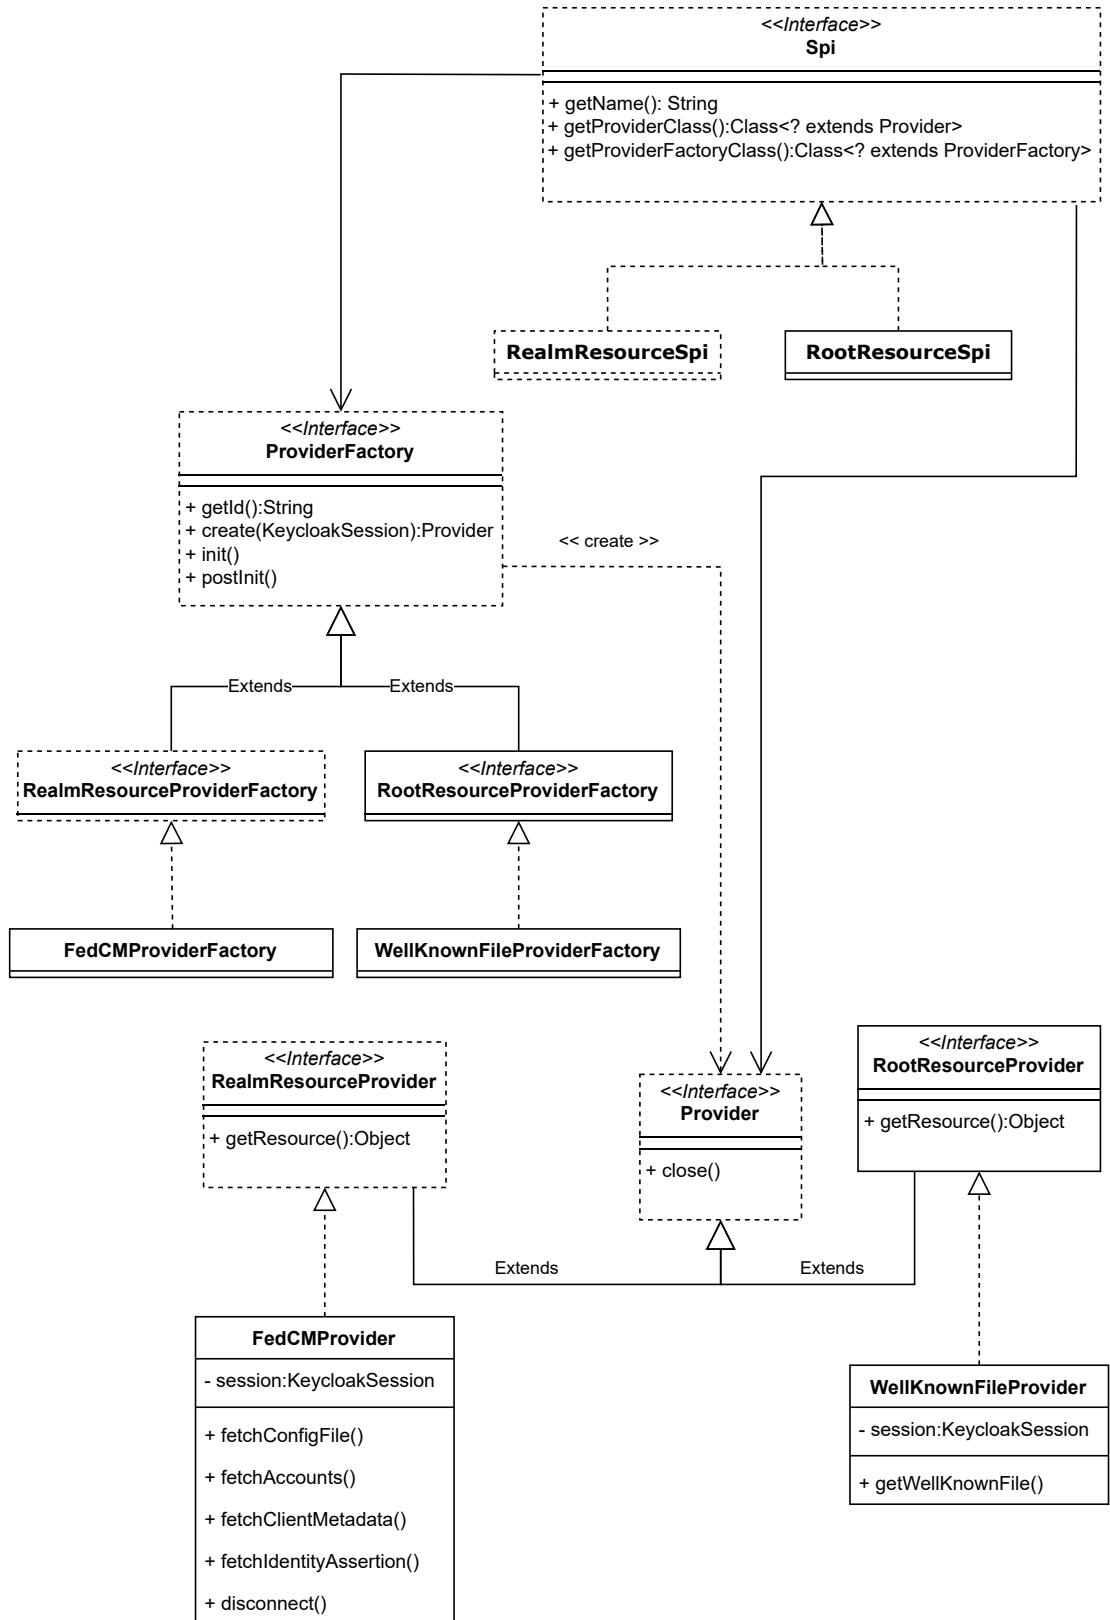 <<Interface>>
Spi
+ getName(): String
+ getProviderClass():Class<? extends Provider>
+ getProviderFactoryClass():Class<? extends ProviderFactory>
RealmResourceSpi
RootResourceSpi
<<Interface>>
ProviderFactory
+ getId():String
+ create(KeycloakSession):Provider
+ init()
+ postInit()
<< create >>
Extends
Extends
<<Interface>>
RealmResourceProviderFactory
<<Interface>>
RootResourceProviderFactory
FedCMProviderFactory
WellKnownFileProviderFactory
<<Interface>>
RealmResourceProvider
+ getResource():Object
<<Interface>>
Provider
+ close()
<<Interface>>
RootResourceProvider
+ getResource():Object
Extends
Extends
FedCMProvider
- session:KeycloakSession
+ fetchConfigFile()
+ fetchAccounts()
+ fetchClientMetadata()
+ fetchIdentityAssertion()
+ disconnect()
WellKnownFileProvider
- session:KeycloakSession
+ getWellKnownFile()